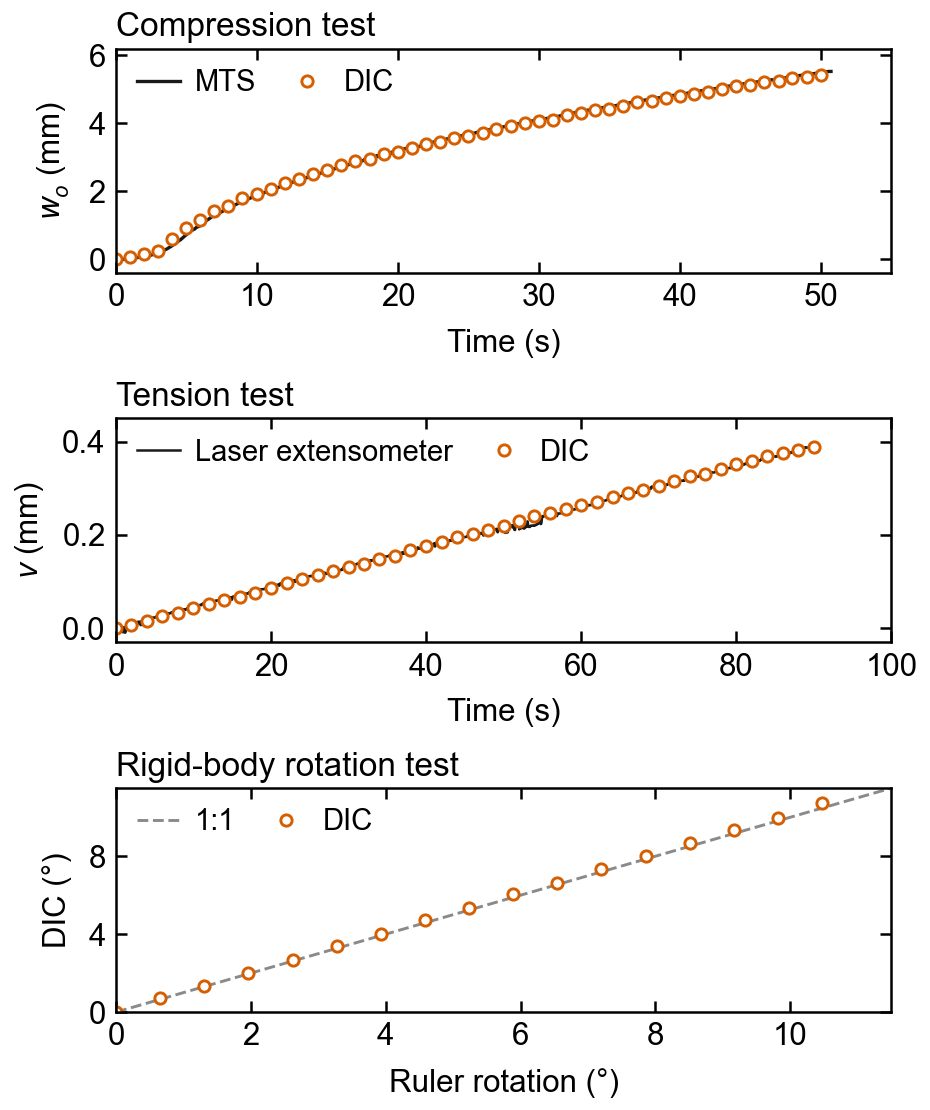 Compression test
6
MTS DIC
4
2
0
wo (mm)
0 10 20 30 40 50
Time (s)
Tension test
0.4
Laser extensometer DIC
0.2
0.0
v (mm)
0 20 40 60 80 100
Time (s)
Rigid-body rotation test
1:1 DIC
8
4
0
DIC (°)
0 2 4 6 8 10
Ruler rotation (°)